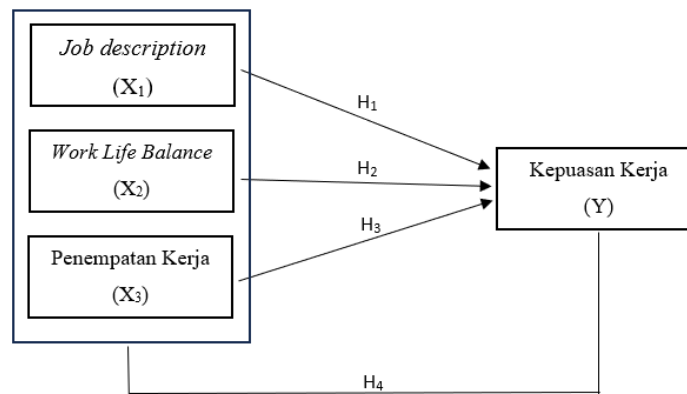 Job description
(X₁)
H₁
Work Life Balance
(X₂)
H₂
Kepuasan Kerja
(Y)
H₃
Penempatan Kerja
(X₃)
H₄